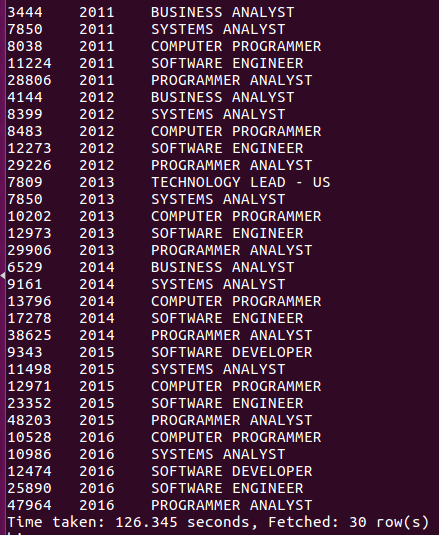 3444 2011 BUSINESS ANALYST
7850 2011 SYSTEMS ANALYST
8038 2011 COMPUTER PROGRAMMER
11224 2011 SOFTWARE ENGINEER
28806 2011 PROGRAMMER ANALYST
4144 2012 BUSINESS ANALYST
8399 2012 SYSTEMS ANALYST
8483 2012 COMPUTER PROGRAMMER
12273 2012 SOFTWARE ENGINEER
29226 2012 PROGRAMMER ANALYST
7809 2013 TECHNOLOGY LEAD - US
7850 2013 SYSTEMS ANALYST
10202 2013 COMPUTER PROGRAMMER
12973 2013 SOFTWARE ENGINEER
29906 2013 PROGRAMMER ANALYST
6529 2014 BUSINESS ANALYST
9161 2014 SYSTEMS ANALYST
13796 2014 COMPUTER PROGRAMMER
17278 2014 SOFTWARE ENGINEER
38625 2014 PROGRAMMER ANALYST
9343 2015 SOFTWARE DEVELOPER
11498 2015 SYSTEMS ANALYST
12971 2015 COMPUTER PROGRAMMER
23352 2015 SOFTWARE ENGINEER
48203 2015 PROGRAMMER ANALYST
10528 2016 COMPUTER PROGRAMMER
10986 2016 SYSTEMS ANALYST
12474 2016 SOFTWARE DEVELOPER
25890 2016 SOFTWARE ENGINEER
47964 2016 PROGRAMMER ANALYST
Time taken: 126.345 seconds, Fetched: 30 row(s)